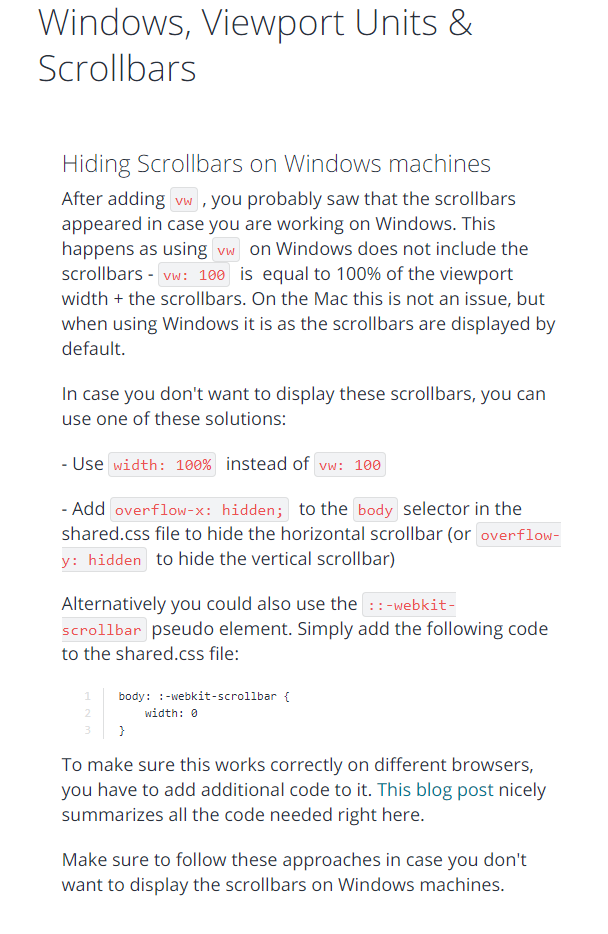 Windows, Viewport Units &
Scrollbars
Hiding Scrollbars on Windows machines
After adding vw , you probably saw that the scrollbars
appeared in case you are working on Windows. This
happens as using vw on Windows does not include the
scrollbars - vw: 100 is equal to 100% of the viewport
width + the scrollbars. On the Mac this is not an issue, but
when using Windows it is as the scrollbars are displayed by
default.
In case you don't want to display these scrollbars, you can
use one of these solutions:
- Use width: 100% instead of vw: 100
- Add overflow-x: hidden; to the body selector in the
shared.css file to hide the horizontal scrollbar (or overflow-
y: hidden to hide the vertical scrollbar)
Alternatively you could also use the ::-webkit-
scrollbar pseudo element. Simply add the following code
to the shared.css file:
1 body: :-webkit-scrollbar {
2 width: 0
3 }
To make sure this works correctly on different browsers,
you have to add additional code to it. This blog post nicely
summarizes all the code needed right here.
Make sure to follow these approaches in case you don't
want to display the scrollbars on Windows machines.